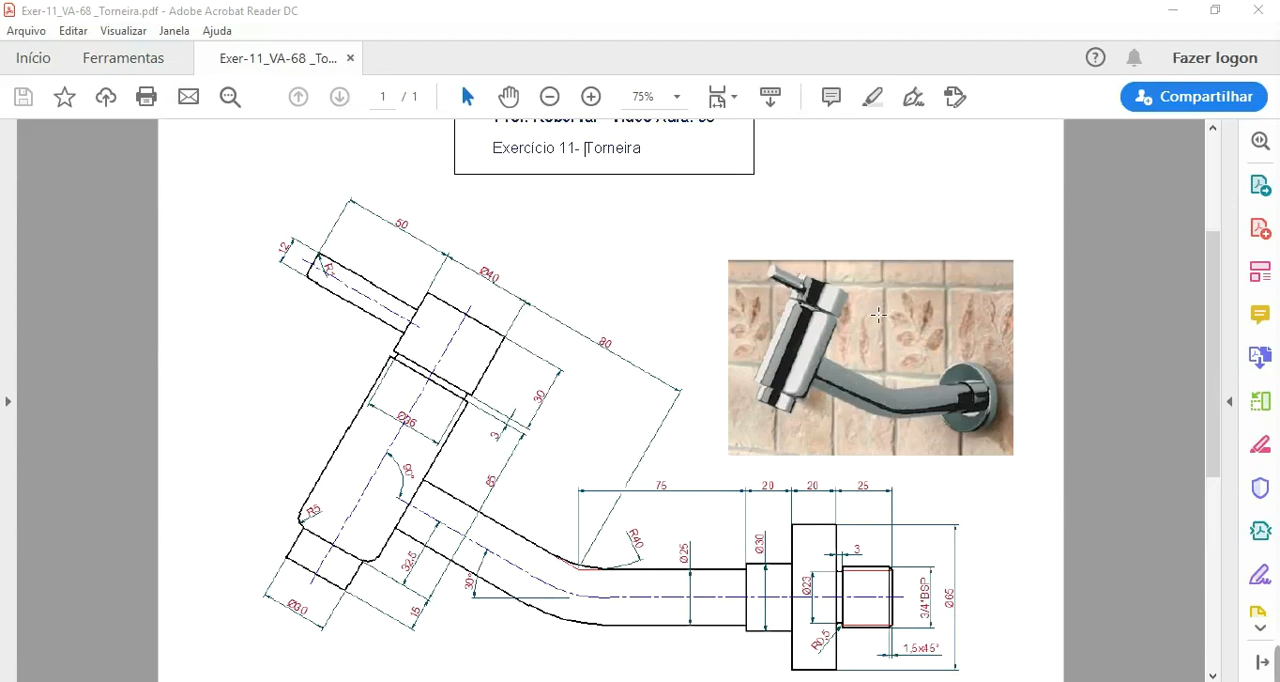 Exer-11_VA-68 _Torneira.pdf - Adobe Acrobat Reader DC
Arquivo Editar Visualizar Janela Ajuda
Início Ferramentas Exer-11_VA-68 _To... Fazer logon
1 / 1 75% Compartilhar
Exercício 11- Torneira
50
12
Ø40
80
30
3
Ø36
90°
85
R5
32,5
30°
Ø30
15
75 20 20 25
R40
Ø25
Ø30
3
Ø23
3/4"BSP
Ø65
R0,5
1,5x45°